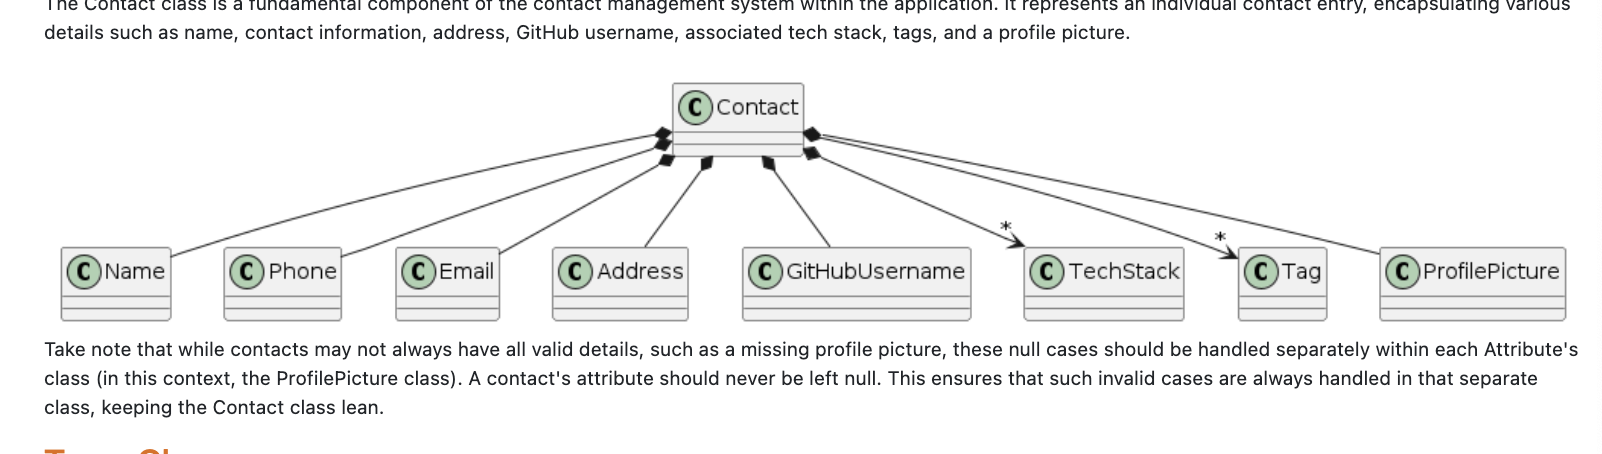 The Contact class is a fundamental component of the contact management system within the application. It represents an individual contact entry, encapsulating various
details such as name, contact information, address, GitHub username, associated tech stack, tags, and a profile picture.
C Contact
* *
C Name C Phone C Email C Address C GitHubUsername C TechStack C Tag C ProfilePicture
Take note that while contacts may not always have all valid details, such as a missing profile picture, these null cases should be handled separately within each Attribute's
class (in this context, the ProfilePicture class). A contact's attribute should never be left null. This ensures that such invalid cases are always handled in that separate
class, keeping the Contact class lean.